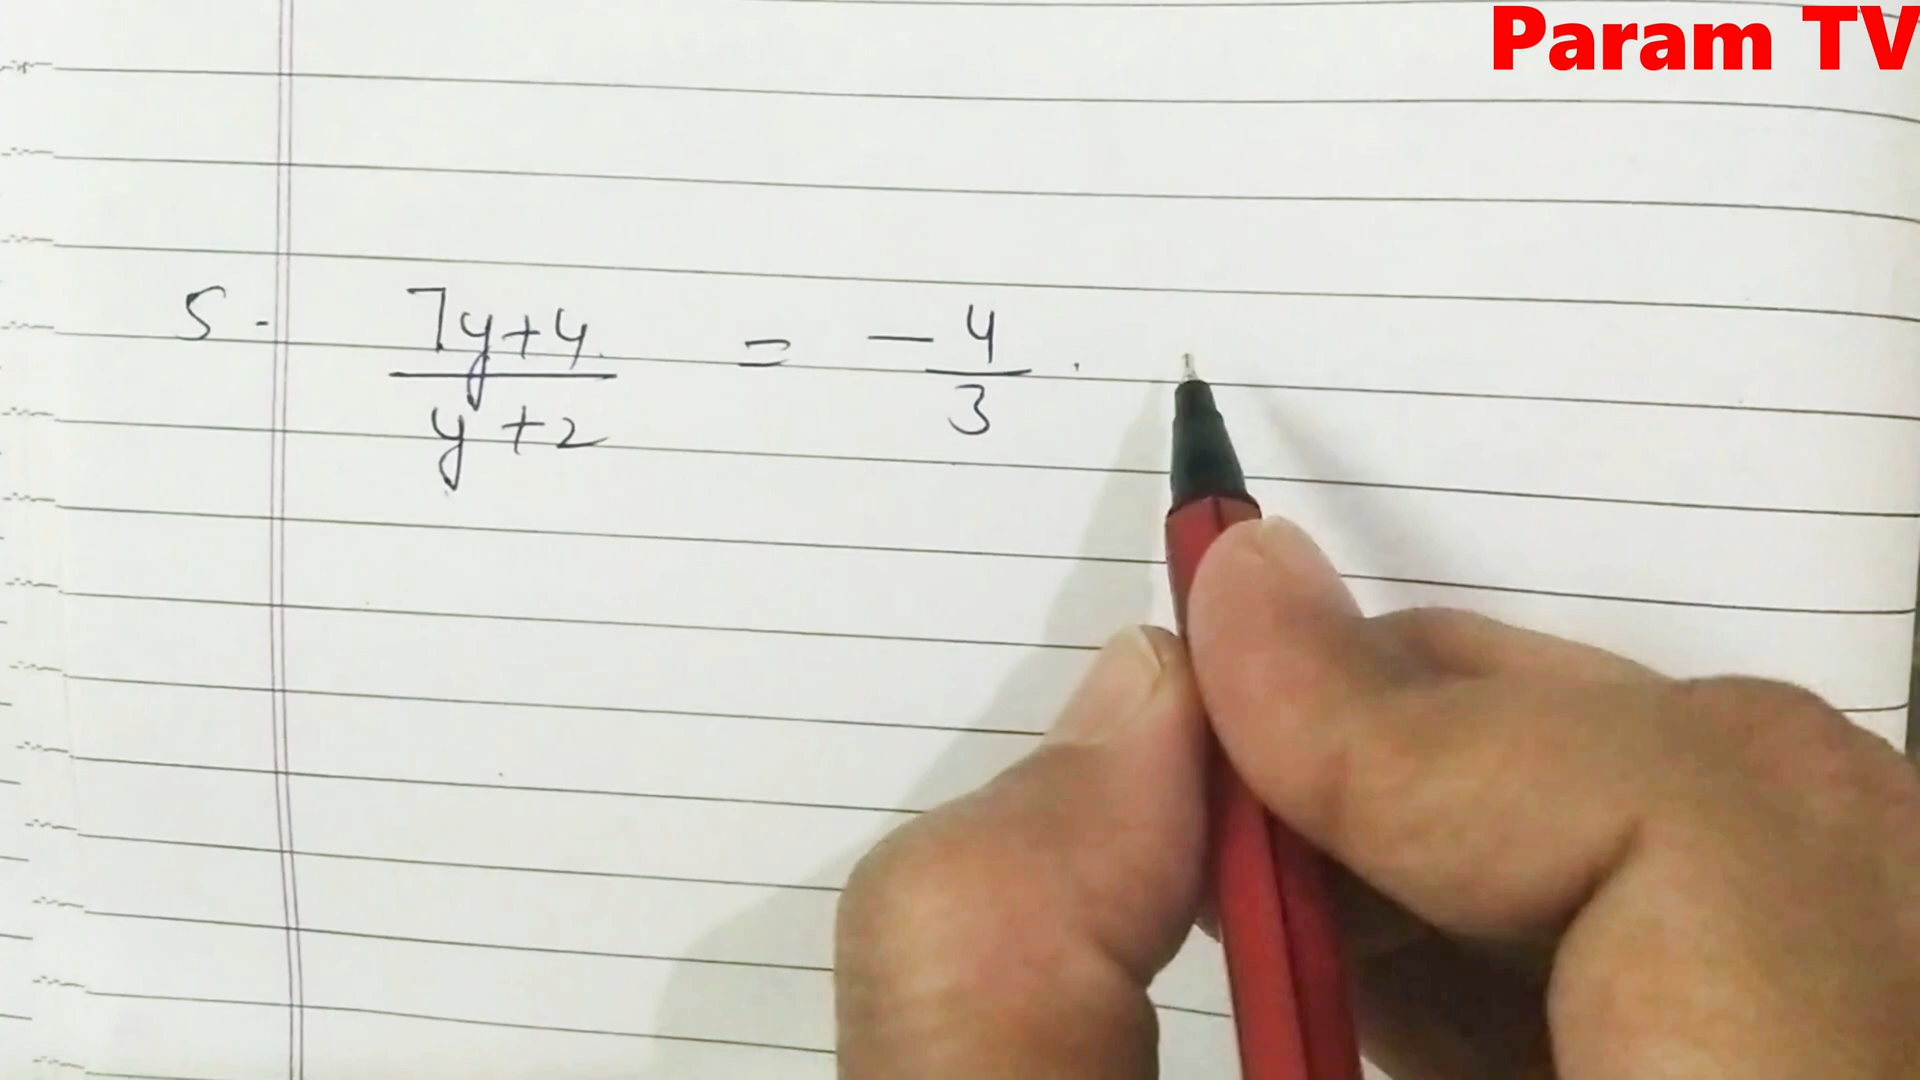 Param TV
5. (7y+4)/(y+2) = -4/3.